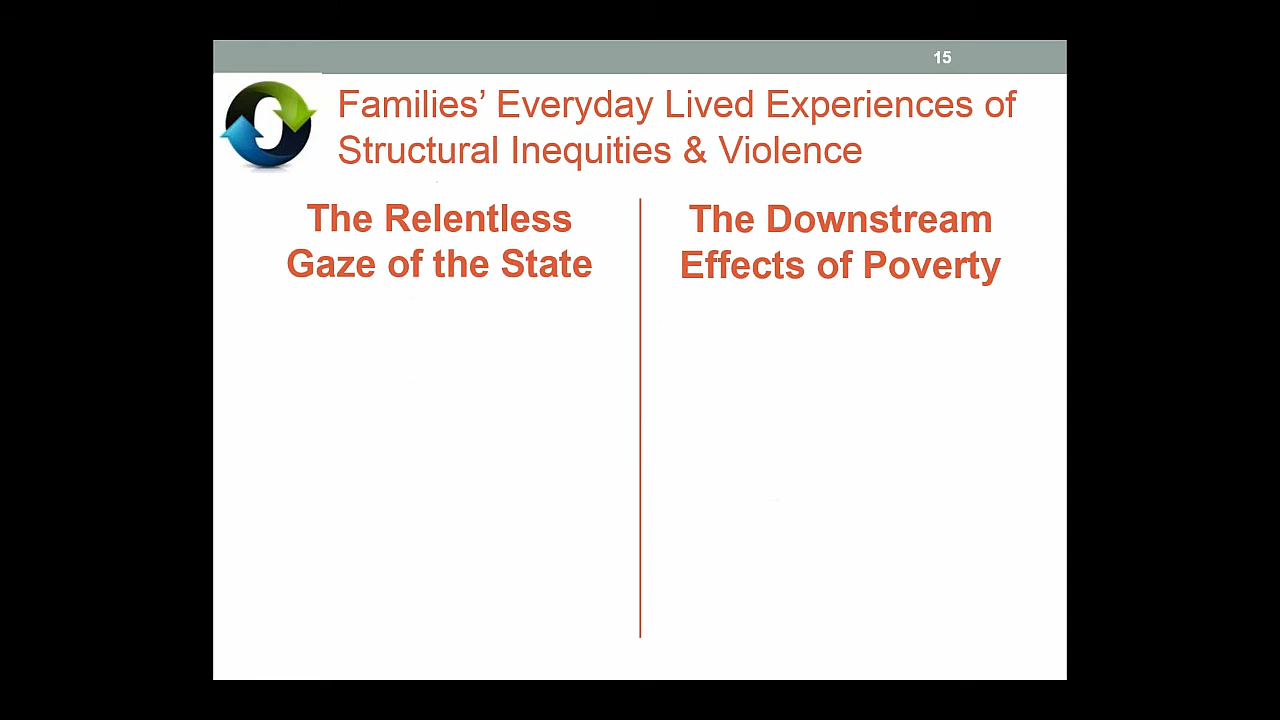 15
Families’ Everyday Lived Experiences of
Structural Inequities & Violence
The Relentless
Gaze of the State
The Downstream
Effects of Poverty